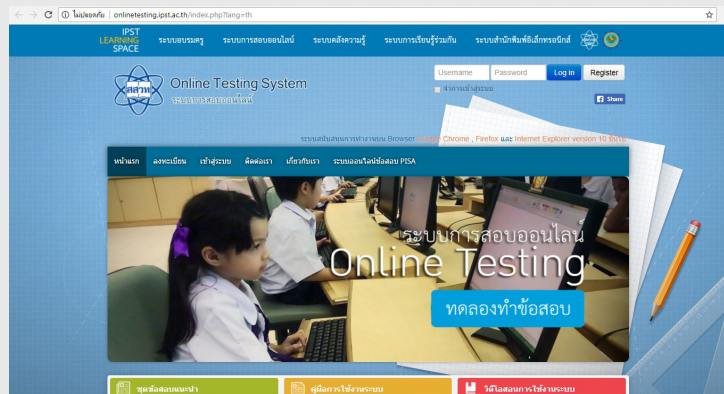 ไม่ปลอดภัย | onlinetesting.ipst.ac.th/index.php?lang=th
IPST LEARNING SPACE
ระบบอบรมครู ระบบการสอบออนไลน์ ระบบคลังความรู้ ระบบการเรียนรู้ร่วมกัน ระบบสำนักพิมพ์อิเล็กทรอนิกส์
Username Password Log in Register
จำการเข้าสู่ระบบ
สสวท
Online Testing System
ระบบการสอบออนไลน์
Share
ระบบสนับสนุนการทำงานบน Browser Google Chrome , Firefox และ Internet Explorer version 10 ขึ้นไป
หน้าแรก ลงทะเบียน เข้าสู่ระบบ ติดต่อเรา เกี่ยวกับเรา ระบบออนไลน์ข้อสอบ PISA
ระบบการสอบออนไลน์
Online Testing
ทดลองทำข้อสอบ
ชุดข้อสอบแนะนำ คู่มือการใช้งานระบบ วิดีโอสอนการใช้งานระบบ